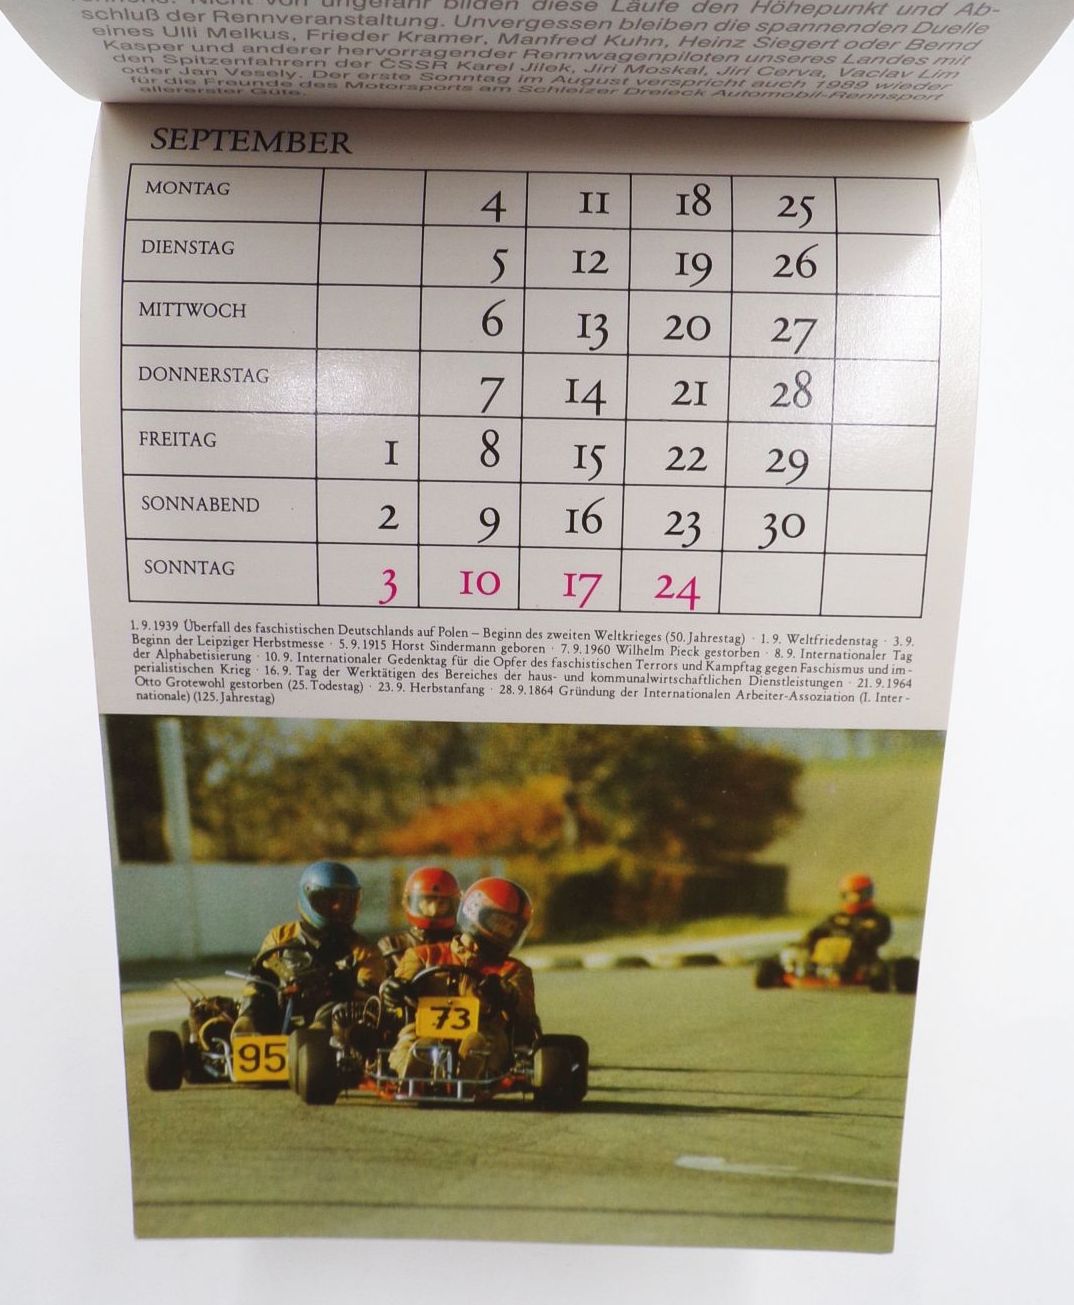 Nicht von ungefähr bilden diese Läufe den Höhepunkt und Ab-
schluß der Rennveranstaltung. Unvergessen bleiben die spannenden Duelle
eines Ulli Melkus, Frieder Kramer, Manfred Kuhn, Heinz Siegert oder Bernd
Kasper und anderer hervorragender Rennwagenpiloten unseres Landes mit
den Spitzenfahrern der ČSSR Karel Jilek, Jiri Moskal, Jiri Cerva, Vaclav Lim
oder Jan Vesely. Der erste Sonntag im August verspricht auch 1989 wieder
für die Freunde des Motorsports am Schleizer Dreieck Automobil-Rennsport
allererster Güte.
SEPTEMBER
MONTAG 4 11 18 25
DIENSTAG 5 12 19 26
MITTWOCH 6 13 20 27
DONNERSTAG 7 14 21 28
FREITAG 1 8 15 22 29
SONNABEND 2 9 16 23 30
SONNTAG 3 10 17 24
1.9.1939 Überfall des faschistischen Deutschlands auf Polen – Beginn des zweiten Weltkrieges (50. Jahrestag) · 1.9. Weltfriedenstag · 3.9.
Beginn der Leipziger Herbstmesse · 5.9.1915 Horst Sindermann geboren · 7.9.1960 Wilhelm Pieck gestorben · 8.9. Internationaler Tag
der Alphabetisierung · 10.9. Internationaler Gedenktag für die Opfer des faschistischen Terrors und Kampftag gegen Faschismus und im-
perialistischen Krieg · 16.9. Tag der Werktätigen des Bereiches der haus- und kommunalwirtschaftlichen Dienstleistungen · 21.9.1964
Otto Grotewohl gestorben (25. Todestag) · 23.9. Herbstanfang · 28.9.1864 Gründung der Internationalen Arbeiter-Assoziation (I. Inter-
nationale) (125. Jahrestag)
73
95